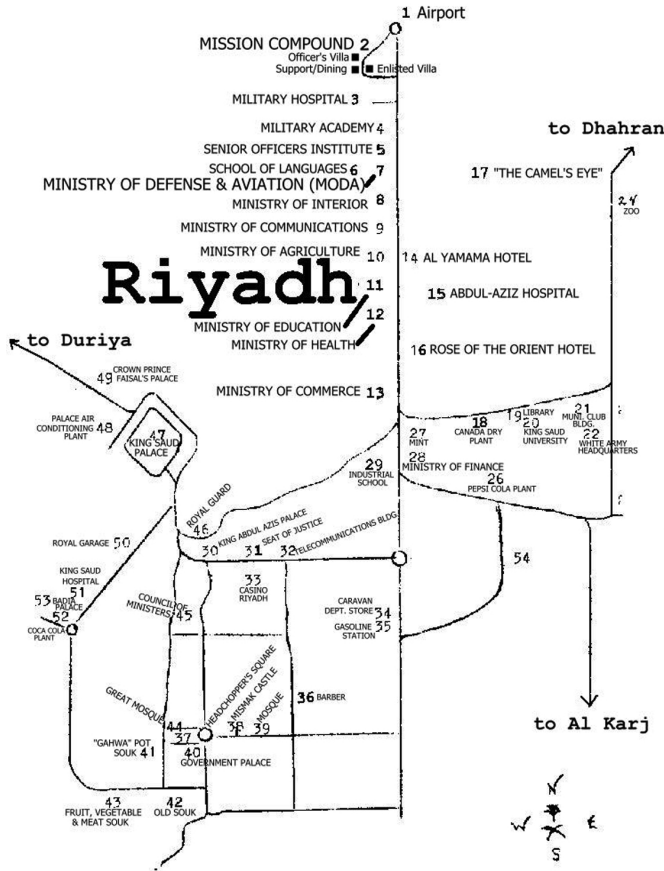 1 Airport
MISSION COMPOUND 2
Officer's Villa
Support/Dining
Enlisted Villa
MILITARY HOSPITAL 3
MILITARY ACADEMY 4
to Dhahran
SENIOR OFFICERS INSTITUTE 5
SCHOOL OF LANGUAGES 6
MINISTRY OF DEFENSE & AVIATION (MODA) 7
17 "THE CAMEL'S EYE"
MINISTRY OF INTERIOR 8
24
ZOO
MINISTRY OF COMMUNICATIONS 9
MINISTRY OF AGRICULTURE 10
14 AL YAMAMA HOTEL
Riyadh
11
15 ABDUL-AZIZ HOSPITAL
12
MINISTRY OF EDUCATION
MINISTRY OF HEALTH
16 ROSE OF THE ORIENT HOTEL
to Duriya
49 CROWN PRINCE
FAISAL'S PALACE
MINISTRY OF COMMERCE 13
PALACE AIR
CONDITIONING 48
PLANT
47
KING SAUD
PALACE
27
MINT
18
CANADA DRY
PLANT
19 LIBRARY
20
KING SAUD
UNIVERSITY
21
MUNI. CLUB
BLDG.
22
WHITE ARMY
HEADQUARTERS
28
MINISTRY OF FINANCE
29
INDUSTRIAL
SCHOOL
26
PEPSI COLA PLANT
ROYAL GUARD
46
ROYAL GARAGE 50
30 KING ABDUL AZIS PALACE
31 SEAT OF JUSTICE
32 TELECOMMUNICATIONS BLDG.
54
KING SAUD
HOSPITAL
51
53 BADIA
PALACE
52
COCA COLA
PLANT
33
CASINO
RIYADH
COUNCIL OF
MINISTERS 45
CARAVAN
DEPT. STORE 34
GASOLINE 35
STATION
HEADCHOPPER'S SQUARE
MISMAK CASTLE
MOSQUE
36 BARBER
GREAT MOSQUE
44
37
38
39
to Al Karj
"GAHWA" POT
SOUK 41
40
GOVERNMENT PALACE
43
FRUIT, VEGETABLE
& MEAT SOUK
42
OLD SOUK
N
W E
S